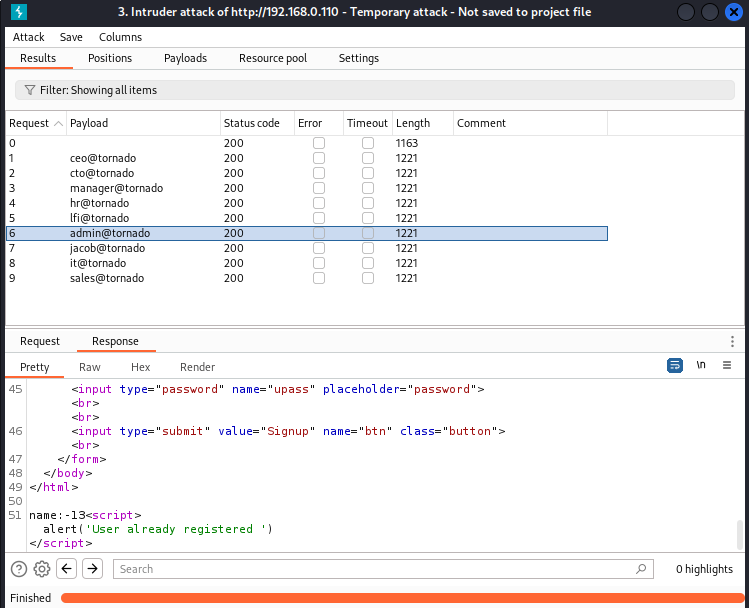 3. Intruder attack of http://192.168.0.110 - Temporary attack - Not saved to project file
Attack Save Columns
Results Positions Payloads Resource pool Settings
Filter: Showing all items
Request Payload Status code Error Timeout Length Comment
0 200 1163
1 ceo@tornado 200 1221
2 cto@tornado 200 1221
3 manager@tornado 200 1221
4 hr@tornado 200 1221
5 lfi@tornado 200 1221
6 admin@tornado 200 1221
7 jacob@tornado 200 1221
8 it@tornado 200 1221
9 sales@tornado 200 1221
Request Response
Pretty Raw Hex Render \n
45 <input type="password" name="upass" placeholder="password">
<br>
<br>
46 <input type="submit" value="Signup" name="btn" class="button">
<br>
47 </form>
48 </body>
49 </html>
50
51 name:-13<script>
alert('User already registered ')
</script>
Search 0 highlights
Finished